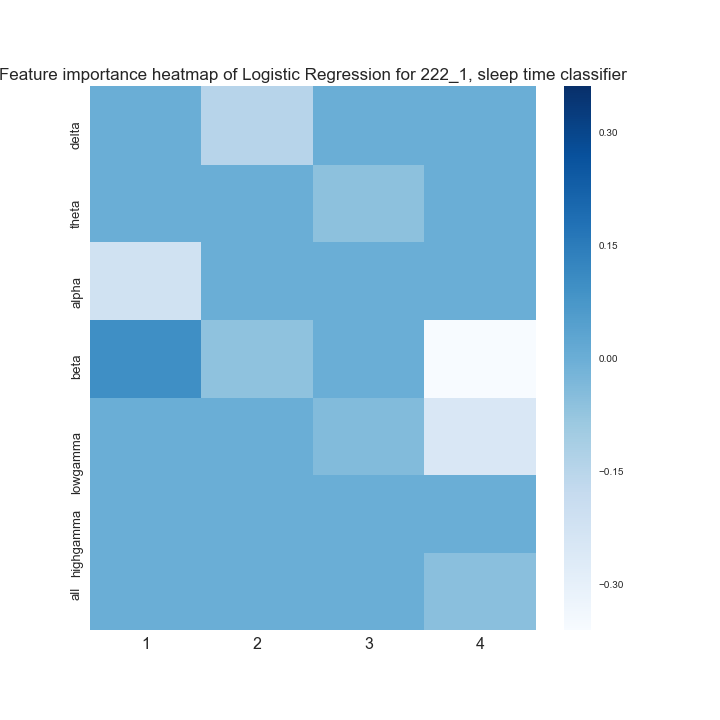 Feature importance heatmap of Logistic Regression for 222_1, sleep time classifier
delta
theta
alpha
beta
lowgamma
highgamma
all
1 2 3 4
0.30
0.15
0.00
−0.15
−0.30